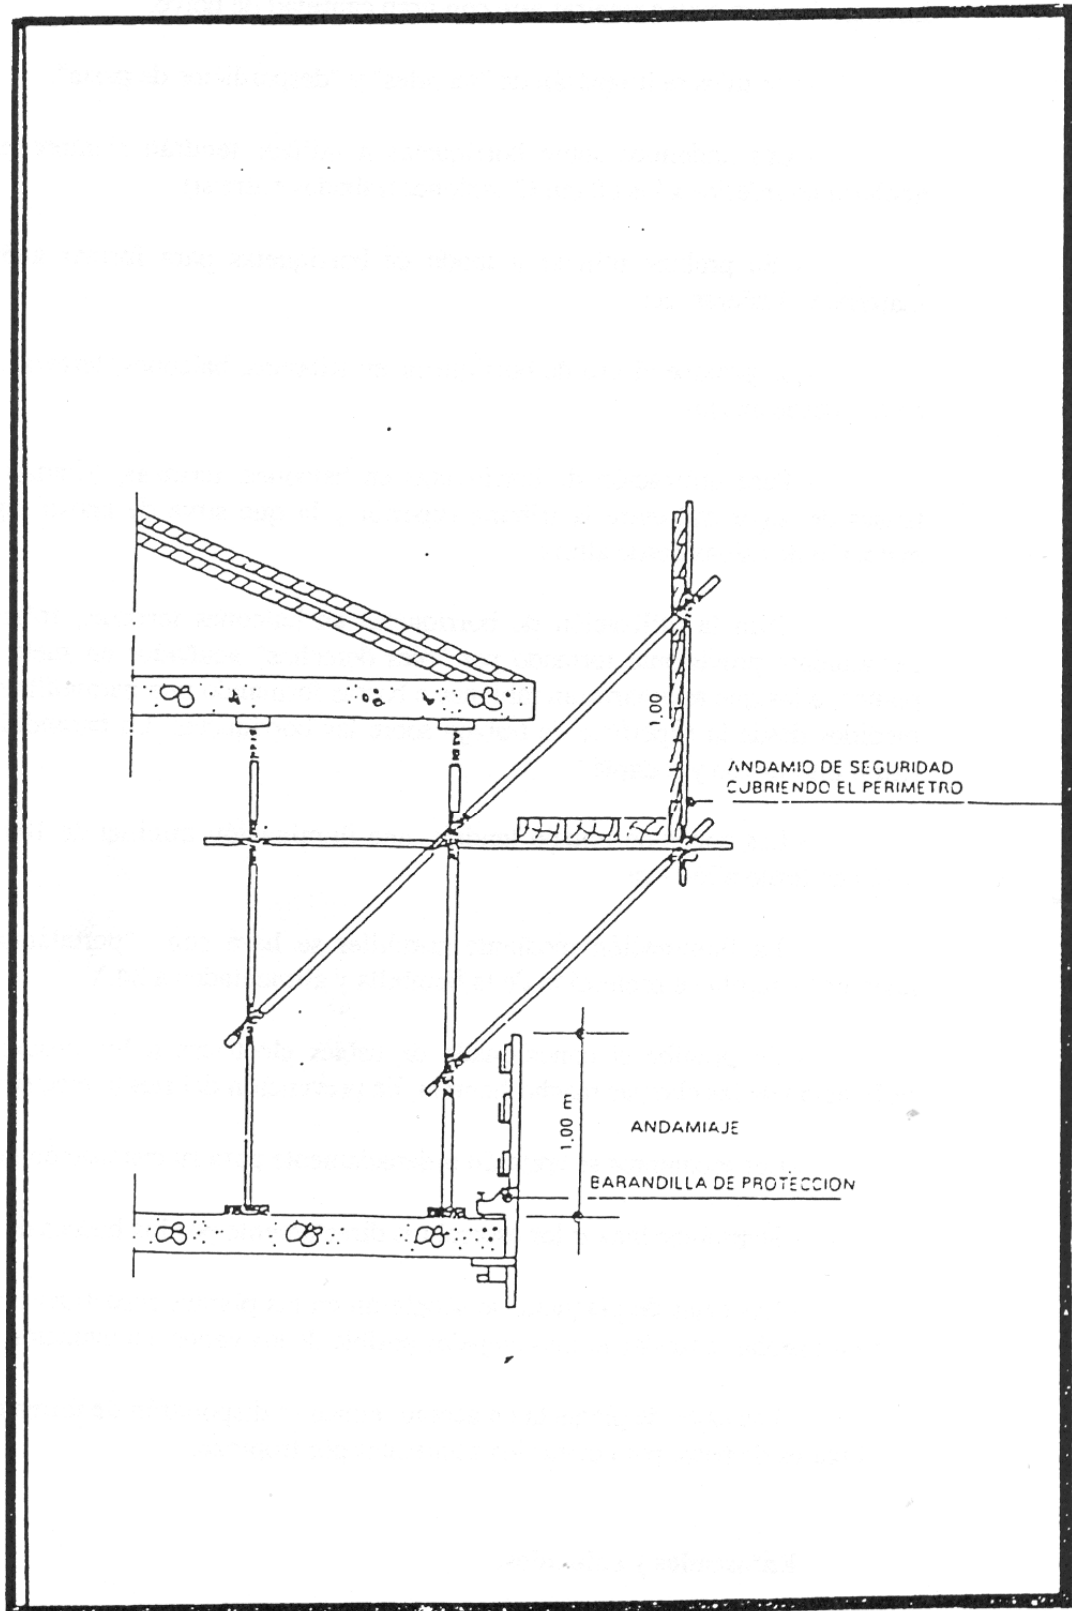 1.00
ANDAMIO DE SEGURIDAD
CUBRIENDO EL PERIMETRO
1.00 m
ANDAMIAJE
BARANDILLA DE PROTECCION